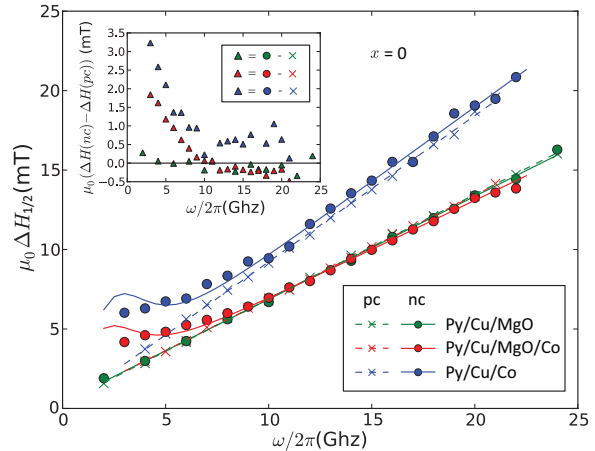 μ₀(ΔH(nc)−ΔH(pc)) (mT)
3.5
3.0
2.5
2.0
1.5
1.0
0.5
0.0
−0.5
0 5 10 15 20 25
ω/2π(Ghz)
▲ = ● - ×
▲ = ● - ×
▲ = ● - ×
x = 0
μ₀ ΔH₁/₂(mT)
25
20
15
10
5
0
0 5 10 15 20 25
ω/2π(Ghz)
pc nc
Py/Cu/MgO
Py/Cu/MgO/Co
Py/Cu/Co